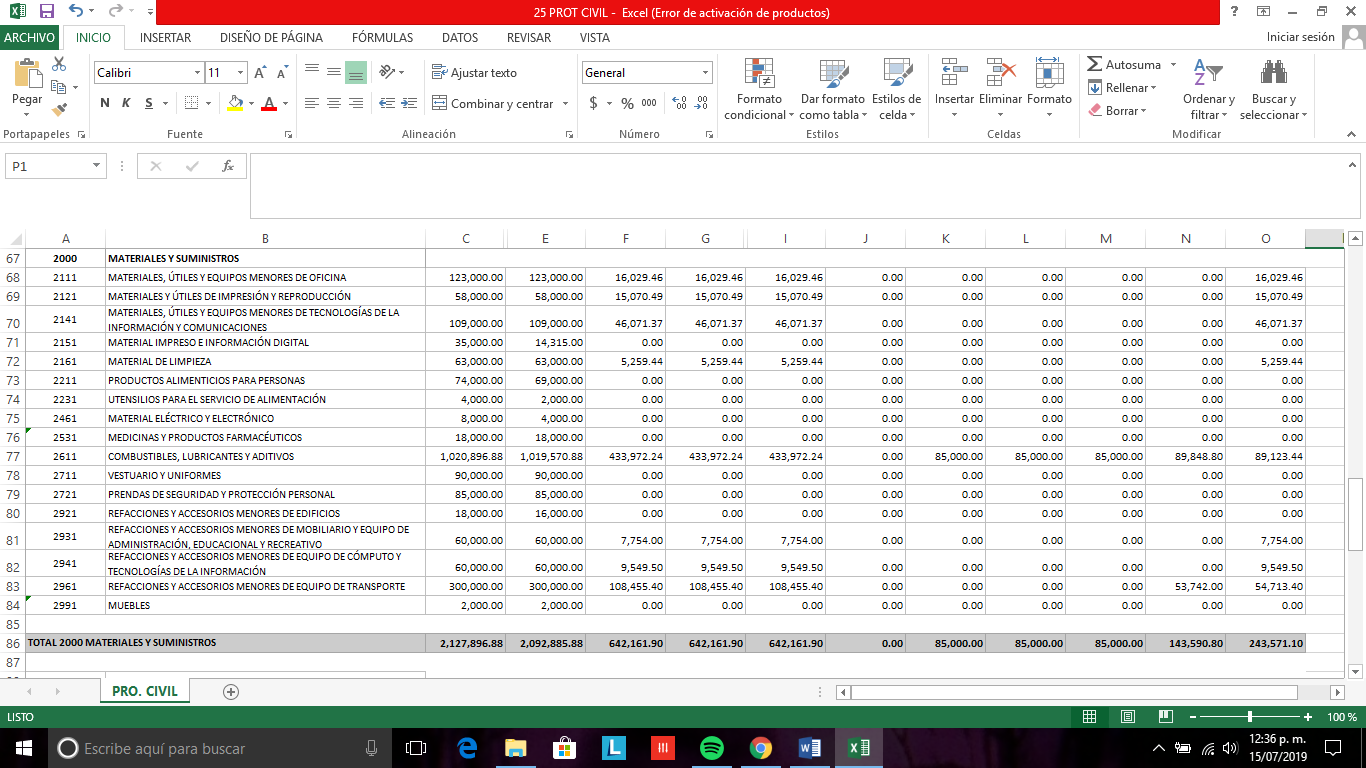 25 PROT CIVIL - Excel (Error de activación de productos)
ARCHIVO INICIO INSERTAR DISEÑO DE PÁGINA FÓRMULAS DATOS REVISAR VISTA Iniciar sesión
Pegar Calibri 11 Ajustar texto General Formato condicional Dar formato como tabla Estilos de celda Insertar Eliminar Formato Autosuma Rellenar Borrar Ordenar y filtrar Buscar y seleccionar
N K S Combinar y centrar $ % 000
Portapapeles Fuente Alineación Número Estilos Celdas Modificar
P1 fx
A B C E F G I J K L M N O
67 2000 MATERIALES Y SUMINISTROS
68 2111 MATERIALES, ÚTILES Y EQUIPOS MENORES DE OFICINA 123,000.00 123,000.00 16,029.46 16,029.46 16,029.46 0.00 0.00 0.00 0.00 0.00 16,029.46
69 2121 MATERIALES Y ÚTILES DE IMPRESIÓN Y REPRODUCCIÓN 58,000.00 58,000.00 15,070.49 15,070.49 15,070.49 0.00 0.00 0.00 0.00 0.00 15,070.49
70 2141 MATERIALES, ÚTILES Y EQUIPOS MENORES DE TECNOLOGÍAS DE LA
INFORMACIÓN Y COMUNICACIONES 109,000.00 109,000.00 46,071.37 46,071.37 46,071.37 0.00 0.00 0.00 0.00 0.00 46,071.37
71 2151 MATERIAL IMPRESO E INFORMACIÓN DIGITAL 35,000.00 14,315.00 0.00 0.00 0.00 0.00 0.00 0.00 0.00 0.00 0.00
72 2161 MATERIAL DE LIMPIEZA 63,000.00 63,000.00 5,259.44 5,259.44 5,259.44 0.00 0.00 0.00 0.00 0.00 5,259.44
73 2211 PRODUCTOS ALIMENTICIOS PARA PERSONAS 74,000.00 69,000.00 0.00 0.00 0.00 0.00 0.00 0.00 0.00 0.00 0.00
74 2231 UTENSILIOS PARA EL SERVICIO DE ALIMENTACIÓN 4,000.00 2,000.00 0.00 0.00 0.00 0.00 0.00 0.00 0.00 0.00 0.00
75 2461 MATERIAL ELÉCTRICO Y ELECTRÓNICO 8,000.00 4,000.00 0.00 0.00 0.00 0.00 0.00 0.00 0.00 0.00 0.00
76 2531 MEDICINAS Y PRODUCTOS FARMACÉUTICOS 18,000.00 18,000.00 0.00 0.00 0.00 0.00 0.00 0.00 0.00 0.00 0.00
77 2611 COMBUSTIBLES, LUBRICANTES Y ADITIVOS 1,020,896.88 1,019,570.88 433,972.24 433,972.24 433,972.24 0.00 85,000.00 85,000.00 85,000.00 89,848.80 89,123.44
78 2711 VESTUARIO Y UNIFORMES 90,000.00 90,000.00 0.00 0.00 0.00 0.00 0.00 0.00 0.00 0.00 0.00
79 2721 PRENDAS DE SEGURIDAD Y PROTECCIÓN PERSONAL 85,000.00 85,000.00 0.00 0.00 0.00 0.00 0.00 0.00 0.00 0.00 0.00
80 2921 REFACCIONES Y ACCESORIOS MENORES DE EDIFICIOS 18,000.00 16,000.00 0.00 0.00 0.00 0.00 0.00 0.00 0.00 0.00 0.00
81 2931 REFACCIONES Y ACCESORIOS MENORES DE MOBILIARIO Y EQUIPO DE
ADMINISTRACIÓN, EDUCACIONAL Y RECREATIVO 60,000.00 60,000.00 7,754.00 7,754.00 7,754.00 0.00 0.00 0.00 0.00 0.00 7,754.00
82 2941 REFACCIONES Y ACCESORIOS MENORES DE EQUIPO DE CÓMPUTO Y
TECNOLOGÍAS DE LA INFORMACIÓN 60,000.00 60,000.00 9,549.50 9,549.50 9,549.50 0.00 0.00 0.00 0.00 0.00 9,549.50
83 2961 REFACCIONES Y ACCESORIOS MENORES DE EQUIPO DE TRANSPORTE 300,000.00 300,000.00 108,455.40 108,455.40 108,455.40 0.00 0.00 0.00 0.00 53,742.00 54,713.40
84 2991 MUEBLES 2,000.00 2,000.00 0.00 0.00 0.00 0.00 0.00 0.00 0.00 0.00 0.00
85
86 TOTAL 2000 MATERIALES Y SUMINISTROS 2,127,896.88 2,092,885.88 642,161.90 642,161.90 642,161.90 0.00 85,000.00 85,000.00 85,000.00 143,590.80 243,571.10
87
PRO. CIVIL
LISTO 100 %
Escribe aquí para buscar 12:36 p. m.
15/07/2019